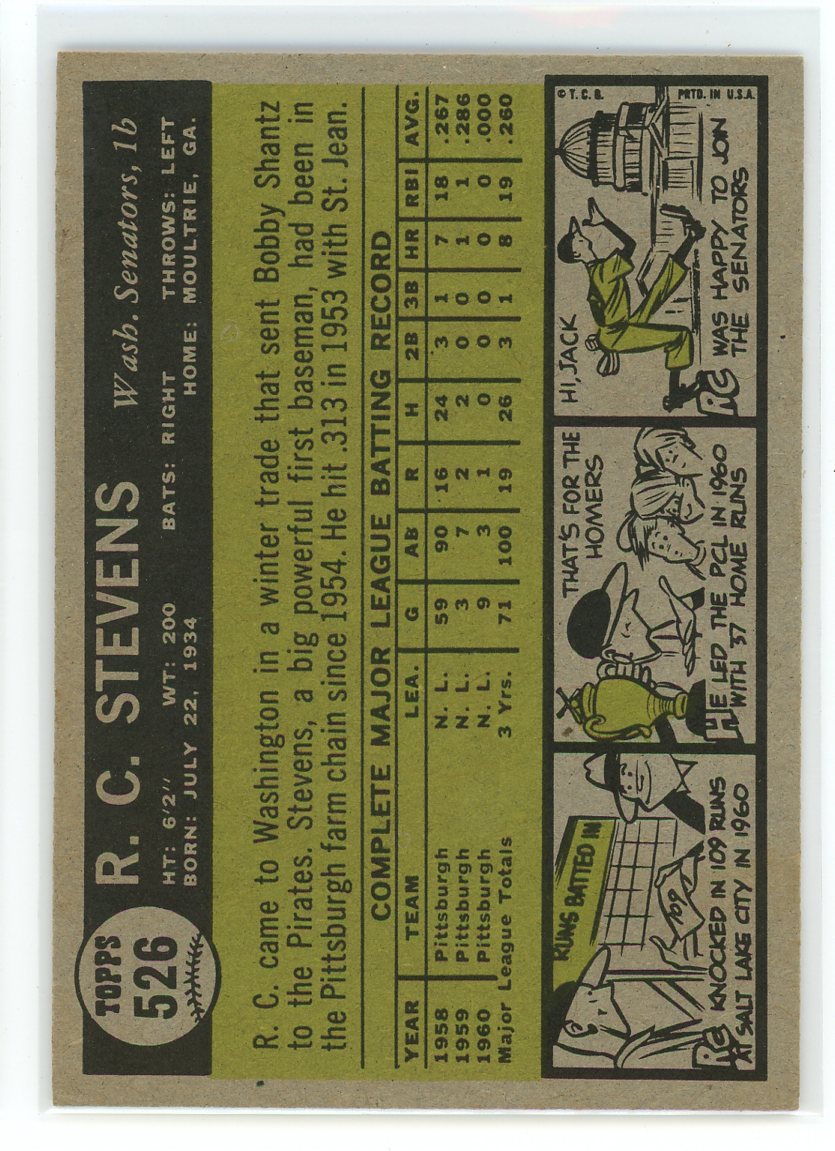 TOPPS
526
R. C. STEVENS Wash. Senators, 1b
HT: 6'2" WT: 200 BATS: RIGHT THROWS: LEFT
BORN: JULY 22, 1934 HOME: MOULTRIE, GA.
R. C. came to Washington in a winter trade that sent Bobby Shantz
to the Pirates. Stevens, a big powerful first baseman, had been in
the Pittsburgh farm chain since 1954. He hit .313 in 1953 with St. Jean.
COMPLETE MAJOR LEAGUE BATTING RECORD
YEAR TEAM LEA. G AB R H 2B 3B HR RBI AVG.
1958 Pittsburgh N. L. 59 90 16 24 3 1 7 18 .267
1959 Pittsburgh N. L. 3 7 2 2 0 0 1 1 .286
1960 Pittsburgh N. L. 9 3 1 0 0 0 0 0 .000
Major League Totals 3 Yrs. 71 100 19 26 3 1 8 19 .260
RUNS BATTED IN
109
RC KNOCKED IN 109 RUNS
AT SALT LAKE CITY IN 1960
THAT'S FOR THE
HOMERS
HE LED THE PCL IN 1960
WITH 37 HOME RUNS
© T. C. G. PRTD. IN U.S.A.
HI, JACK
RC WAS HAPPY TO JOIN
THE SENATORS